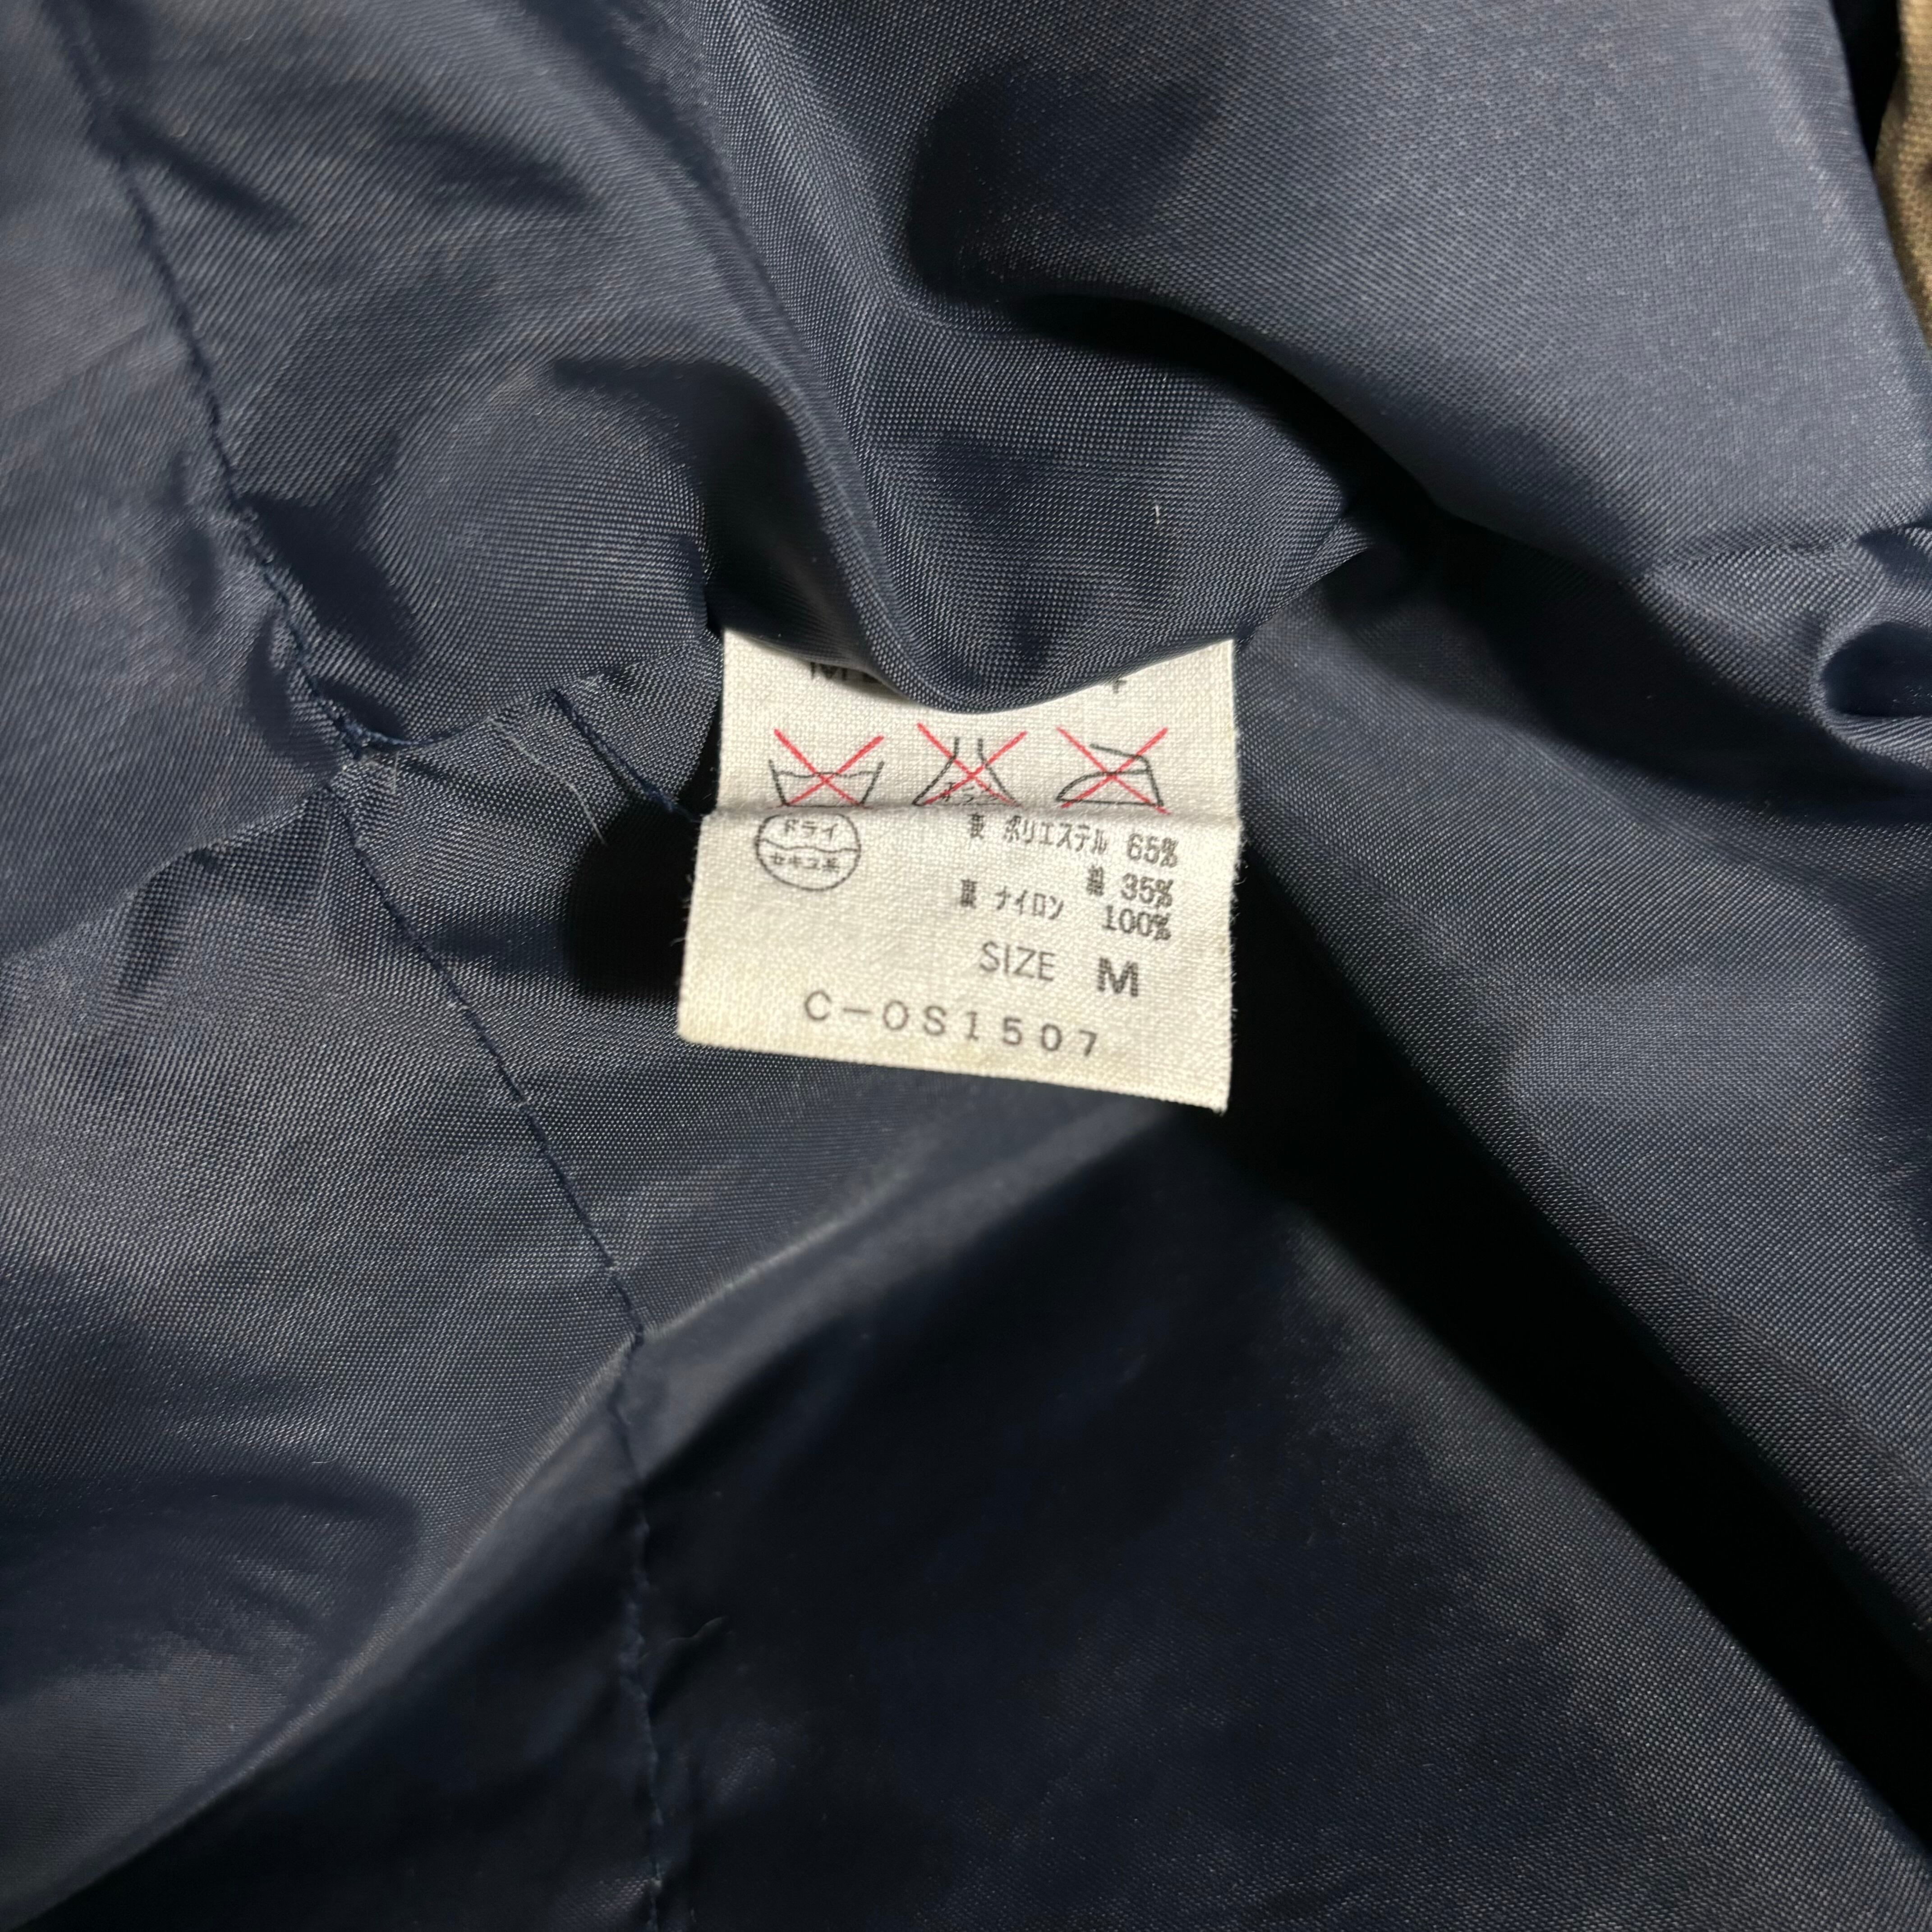 ドライ
セキユ系
表 ポリエステル 65%
綿 35%
裏 ナイロン 100%
SIZE M
C-OS1507